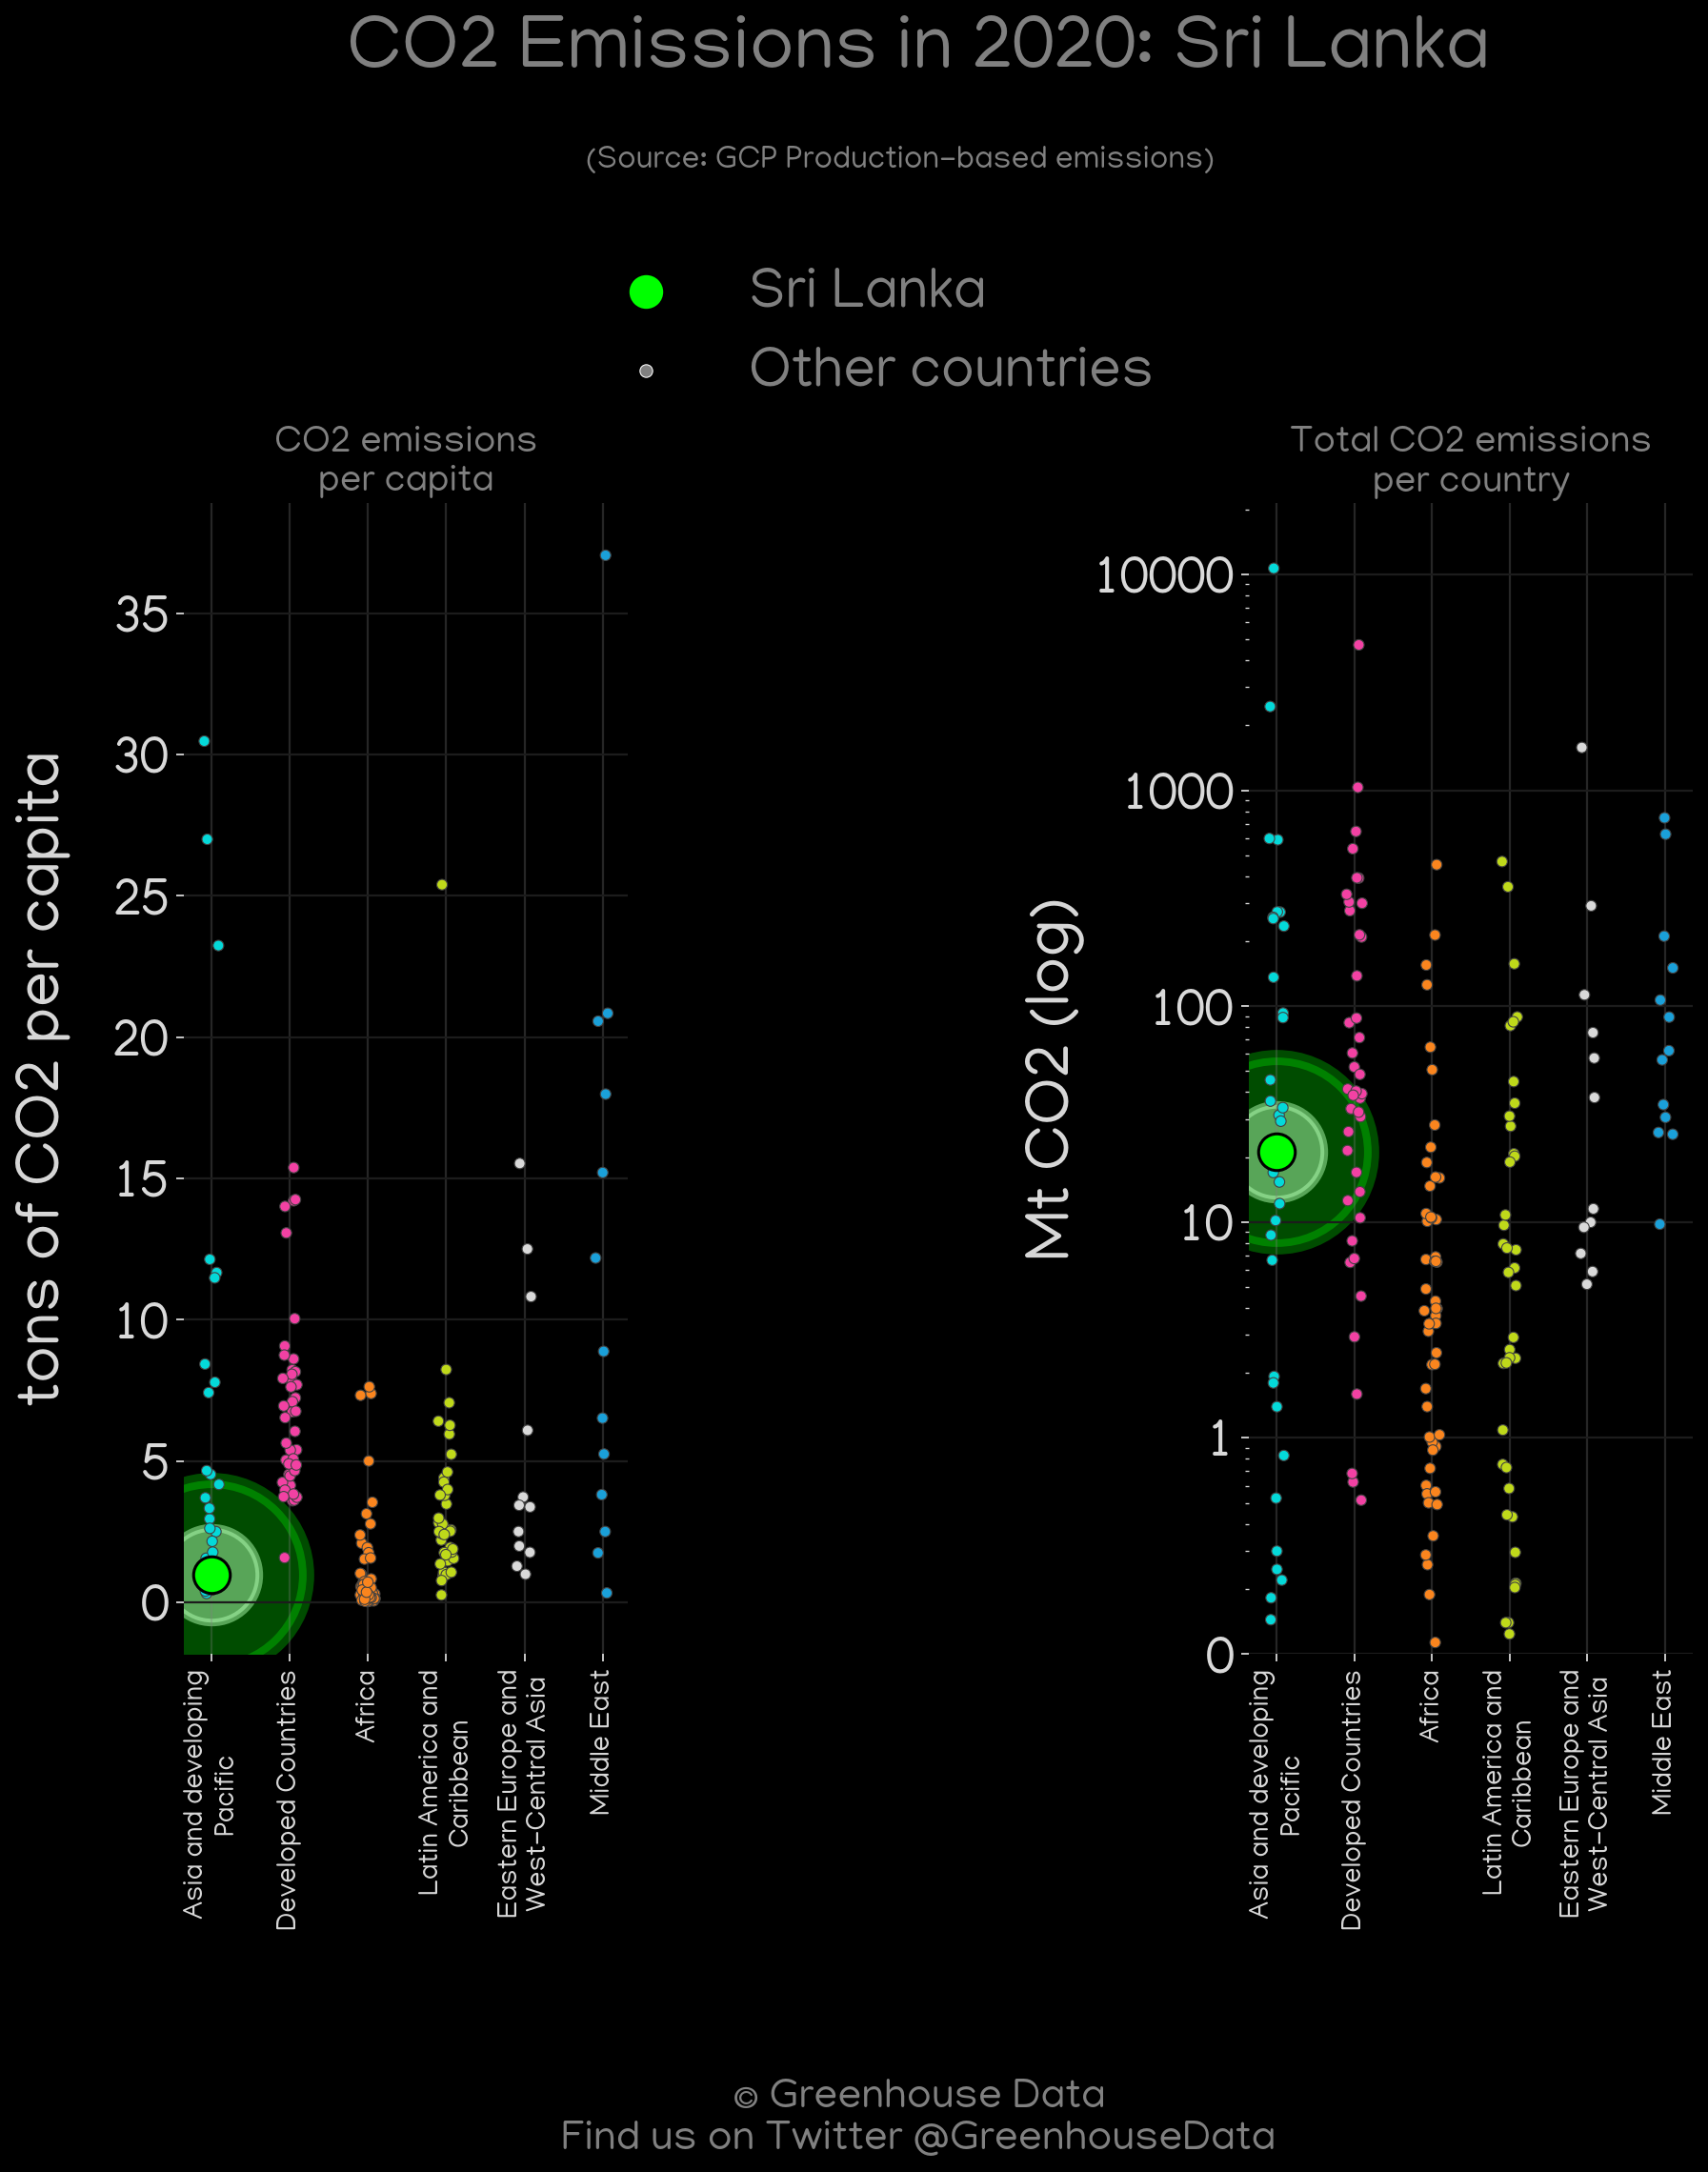 CO2 Emissions in 2020: Sri Lanka
(Source: GCP Production-based emissions)
Sri Lanka
Other countries
CO2 emissions
per capita
tons of CO2 per capita
35
30
25
20
15
10
5
0
Asia and developing
Pacific
Developed Countries
Africa
Latin America and
Caribbean
Eastern Europe and
West-Central Asia
Middle East
Total CO2 emissions
per country
Mt CO2 (log)
10000
1000
100
10
1
0
Asia and developing
Pacific
Developed Countries
Africa
Latin America and
Caribbean
Eastern Europe and
West-Central Asia
Middle East
© Greenhouse Data
Find us on Twitter @GreenhouseData